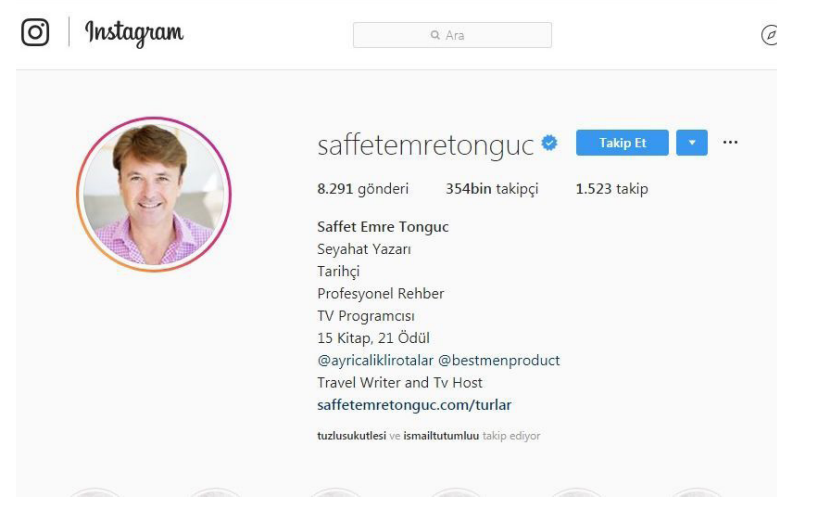 Instagram
Ara
saffetemretonguc
Takip Et
8.291 gönderi 354bin takipçi 1.523 takip
Saffet Emre Tonguc
Seyahat Yazarı
Tarihçi
Profesyonel Rehber
TV Programcısı
15 Kitap, 21 Ödül
@ayricaliklirotalar @bestmenproduct
Travel Writer and Tv Host
saffetemretonguc.com/turlar
tuzlusukutlesi ve ismailtutumluu takip ediyor